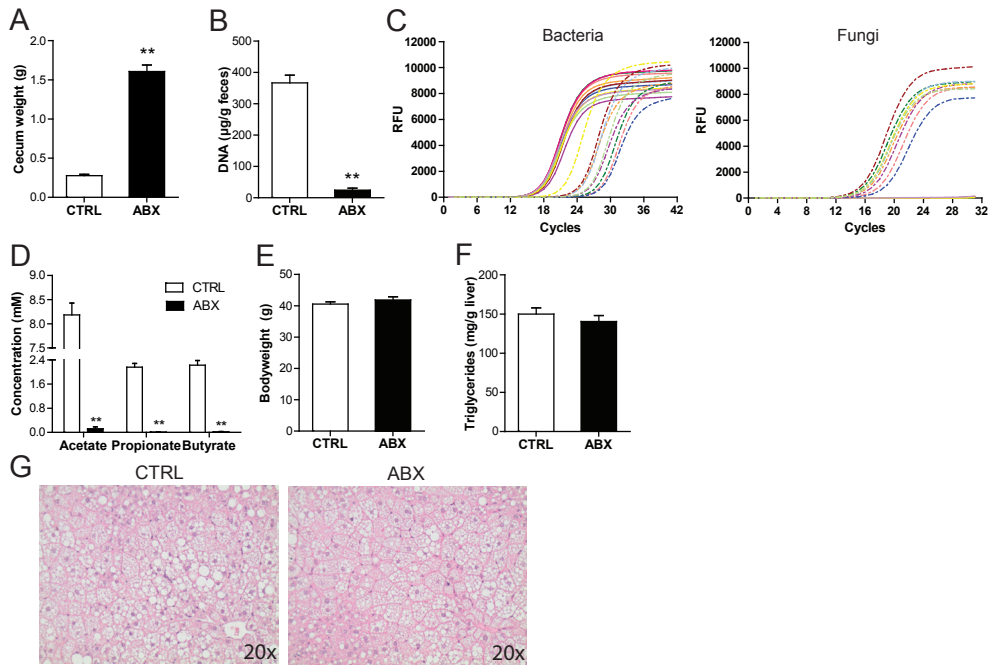 A
Cecum weight (g)
2.0
1.5
1.0
0.5
0.0
**
CTRL
ABX
B
DNA (µg/g feces)
500
400
300
200
100
0
**
CTRL
ABX
C
Bacteria
RFU
12000
10000
8000
6000
4000
2000
0
0 6 12 18 24 30 36 42
Cycles
Fungi
RFU
12000
10000
8000
6000
4000
2000
0
0 4 8 12 16 20 24 28 32
Cycles
D
Concentration (mM)
9.0
8.5
8.0
7.5
2.4
1.6
0.8
0.0
CTRL
ABX
** ** **
Acetate Propionate Butyrate
E
Bodyweight (g)
50
40
30
20
10
0
CTRL
ABX
F
Triglycerides (mg/g liver)
200
150
100
50
0
CTRL
ABX
G
CTRL
20x
ABX
20x